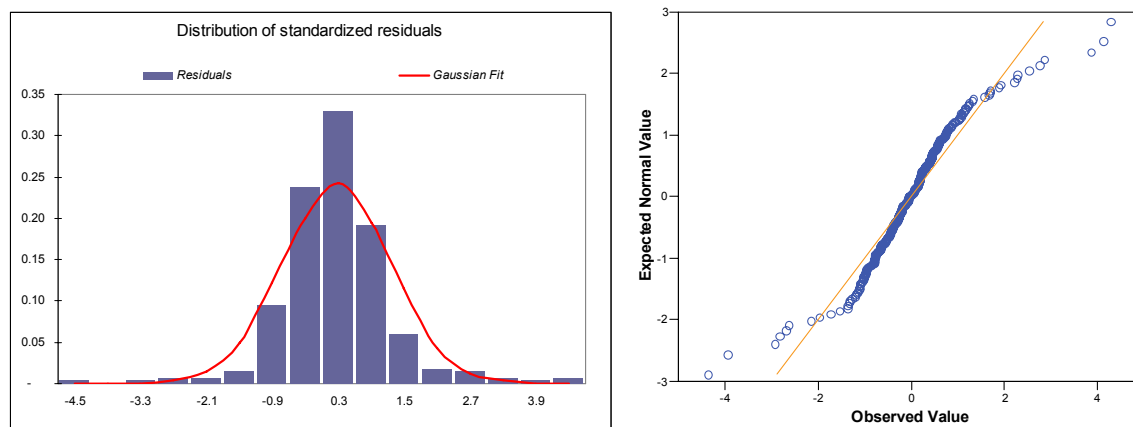 Distribution of standardized residuals
Residuals
Gaussian Fit
0.35
0.30
0.25
0.20
0.15
0.10
0.05
-
-4.5 -3.3 -2.1 -0.9 0.3 1.5 2.7 3.9
3
2
1
0
-1
-2
-3
Expected Normal Value
-4 -2 0 2 4
Observed Value